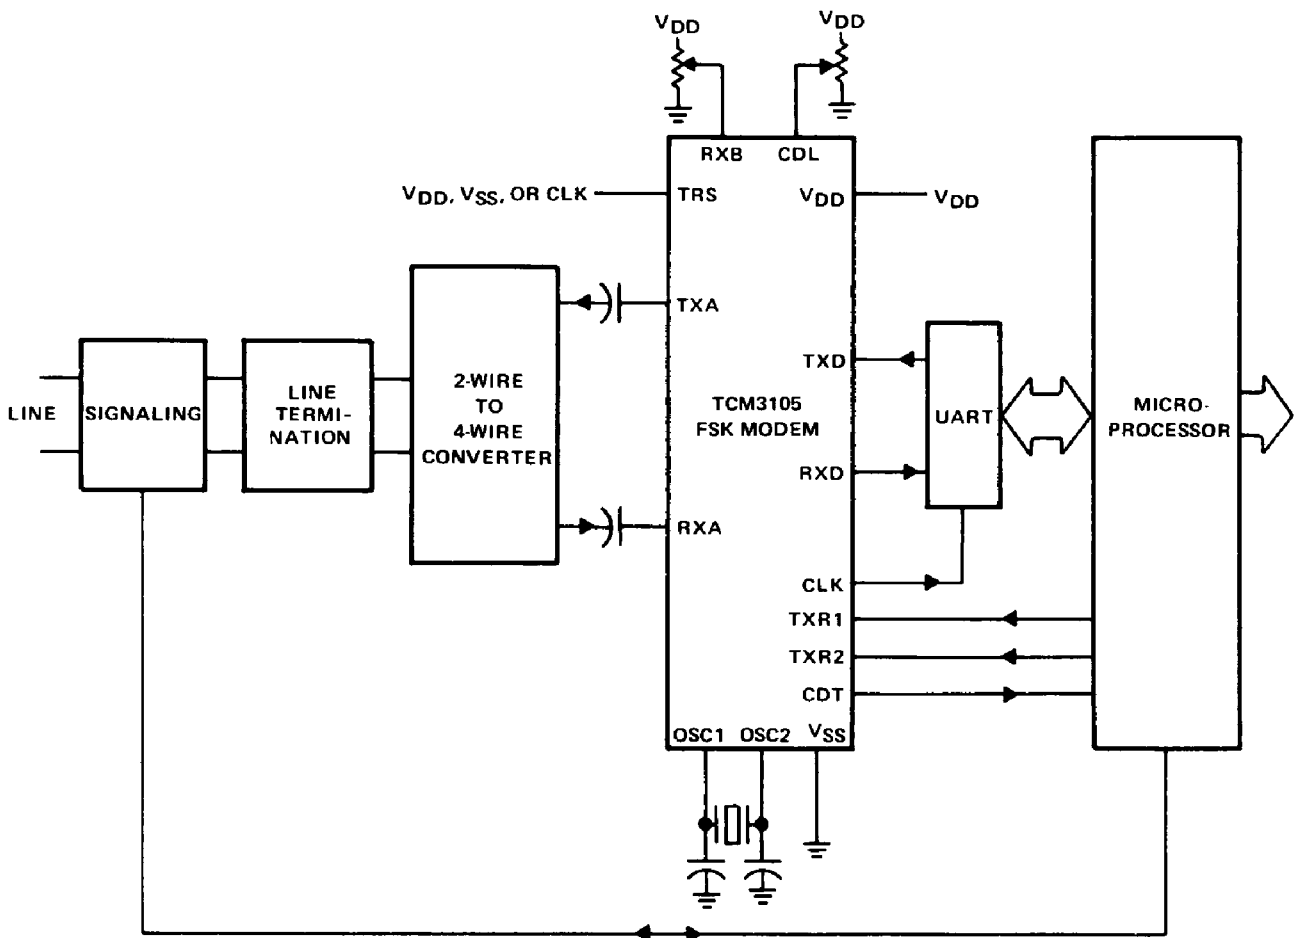 VDD
VDD
RXB
CDL
VDD, VSS, OR CLK
TRS
VDD
VDD
TXA
TXD
LINE
SIGNALING
LINE
TERMI-
NATION
2-WIRE
TO
4-WIRE
CONVERTER
TCM3105
FSK MODEM
UART
MICRO-
PROCESSOR
RXD
RXA
CLK
TXR1
TXR2
CDT
OSC1
OSC2
VSS